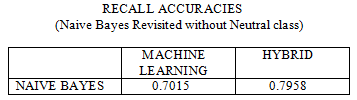 RECALL ACCURACIES
(Naive Bayes Revisited without Neutral class)
MACHINE LEARNING HYBRID
NAIVE BAYES 0.7015 0.7958